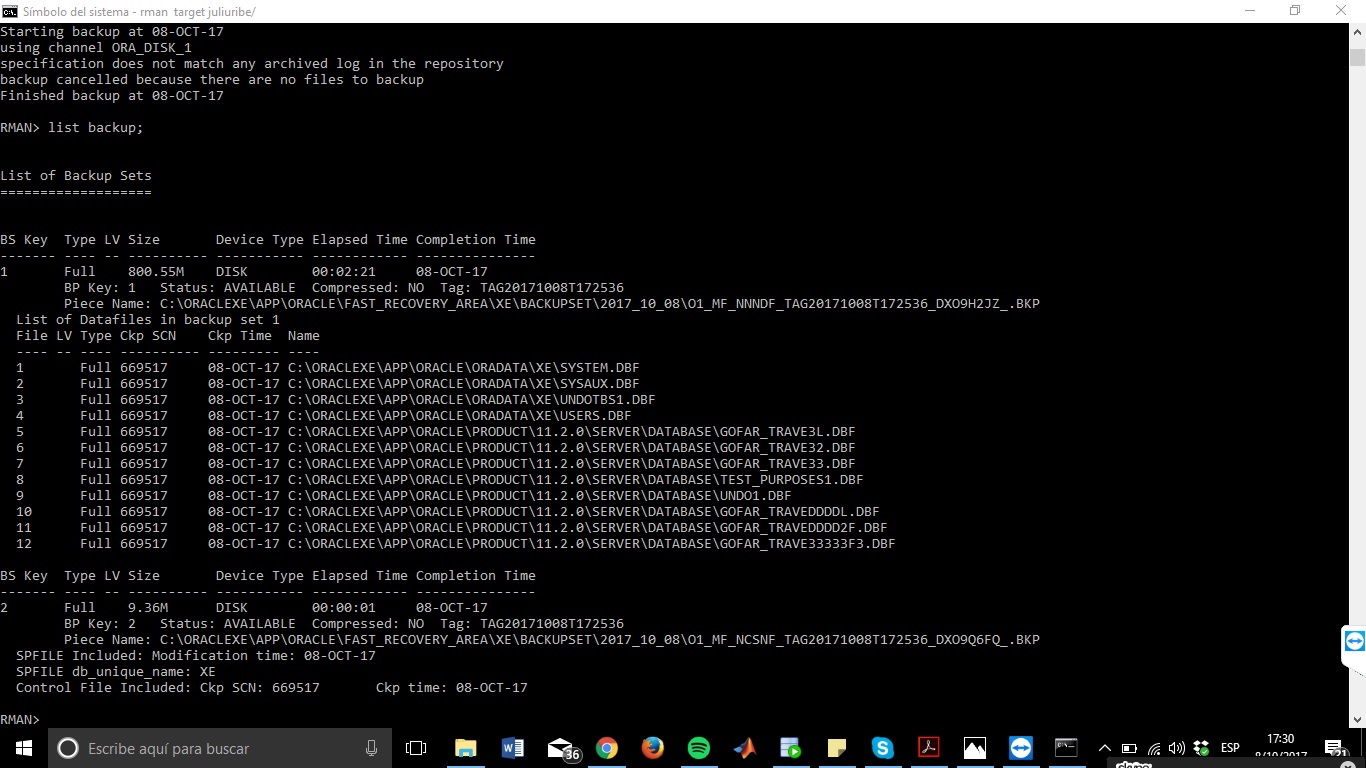 Símbolo del sistema - rman target juliuribe/
Starting backup at 08-OCT-17
using channel ORA_DISK_1
specification does not match any archived log in the repository
backup cancelled because there are no files to backup
Finished backup at 08-OCT-17
RMAN> list backup;
List of Backup Sets
===================
BS Key  Type LV Size       Device Type Elapsed Time Completion Time
------- ---- -- ---------- ----------- ------------ ---------------
1       Full    800.55M    DISK        00:02:21     08-OCT-17
        BP Key: 1   Status: AVAILABLE  Compressed: NO  Tag: TAG20171008T172536
        Piece Name: C:\ORACLEXE\APP\ORACLE\FAST_RECOVERY_AREA\XE\BACKUPSET\2017_10_08\O1_MF_NNNDF_TAG20171008T172536_DXO9H2JZ_.BKP
  List of Datafiles in backup set 1
  File LV Type Ckp SCN    Ckp Time  Name
  ---- -- ---- ---------- --------- ----
  1       Full 669517     08-OCT-17 C:\ORACLEXE\APP\ORACLE\ORADATA\XE\SYSTEM.DBF
  2       Full 669517     08-OCT-17 C:\ORACLEXE\APP\ORACLE\ORADATA\XE\SYSAUX.DBF
  3       Full 669517     08-OCT-17 C:\ORACLEXE\APP\ORACLE\ORADATA\XE\UNDOTBS1.DBF
  4       Full 669517     08-OCT-17 C:\ORACLEXE\APP\ORACLE\ORADATA\XE\USERS.DBF
  5       Full 669517     08-OCT-17 C:\ORACLEXE\APP\ORACLE\PRODUCT\11.2.0\SERVER\DATABASE\GOFAR_TRAVE3L.DBF
  6       Full 669517     08-OCT-17 C:\ORACLEXE\APP\ORACLE\PRODUCT\11.2.0\SERVER\DATABASE\GOFAR_TRAVE32.DBF
  7       Full 669517     08-OCT-17 C:\ORACLEXE\APP\ORACLE\PRODUCT\11.2.0\SERVER\DATABASE\GOFAR_TRAVE33.DBF
  8       Full 669517     08-OCT-17 C:\ORACLEXE\APP\ORACLE\PRODUCT\11.2.0\SERVER\DATABASE\TEST_PURPOSES1.DBF
  9       Full 669517     08-OCT-17 C:\ORACLEXE\APP\ORACLE\PRODUCT\11.2.0\SERVER\DATABASE\UNDO1.DBF
  10      Full 669517     08-OCT-17 C:\ORACLEXE\APP\ORACLE\PRODUCT\11.2.0\SERVER\DATABASE\GOFAR_TRAVEDDDDL.DBF
  11      Full 669517     08-OCT-17 C:\ORACLEXE\APP\ORACLE\PRODUCT\11.2.0\SERVER\DATABASE\GOFAR_TRAVEDDDD2F.DBF
  12      Full 669517     08-OCT-17 C:\ORACLEXE\APP\ORACLE\PRODUCT\11.2.0\SERVER\DATABASE\GOFAR_TRAVE33333F3.DBF
BS Key  Type LV Size       Device Type Elapsed Time Completion Time
------- ---- -- ---------- ----------- ------------ ---------------
2       Full    9.36M      DISK        00:00:01     08-OCT-17
        BP Key: 2   Status: AVAILABLE  Compressed: NO  Tag: TAG20171008T172536
        Piece Name: C:\ORACLEXE\APP\ORACLE\FAST_RECOVERY_AREA\XE\BACKUPSET\2017_10_08\O1_MF_NCSNF_TAG20171008T172536_DXO9Q6FQ_.BKP
  SPFILE Included: Modification time: 08-OCT-17
  SPFILE db_unique_name: XE
  Control File Included: Ckp SCN: 669517       Ckp time: 08-OCT-17
RMAN>
Escribe aquí para buscar
36
ESP
17:30
8/10/2017
21